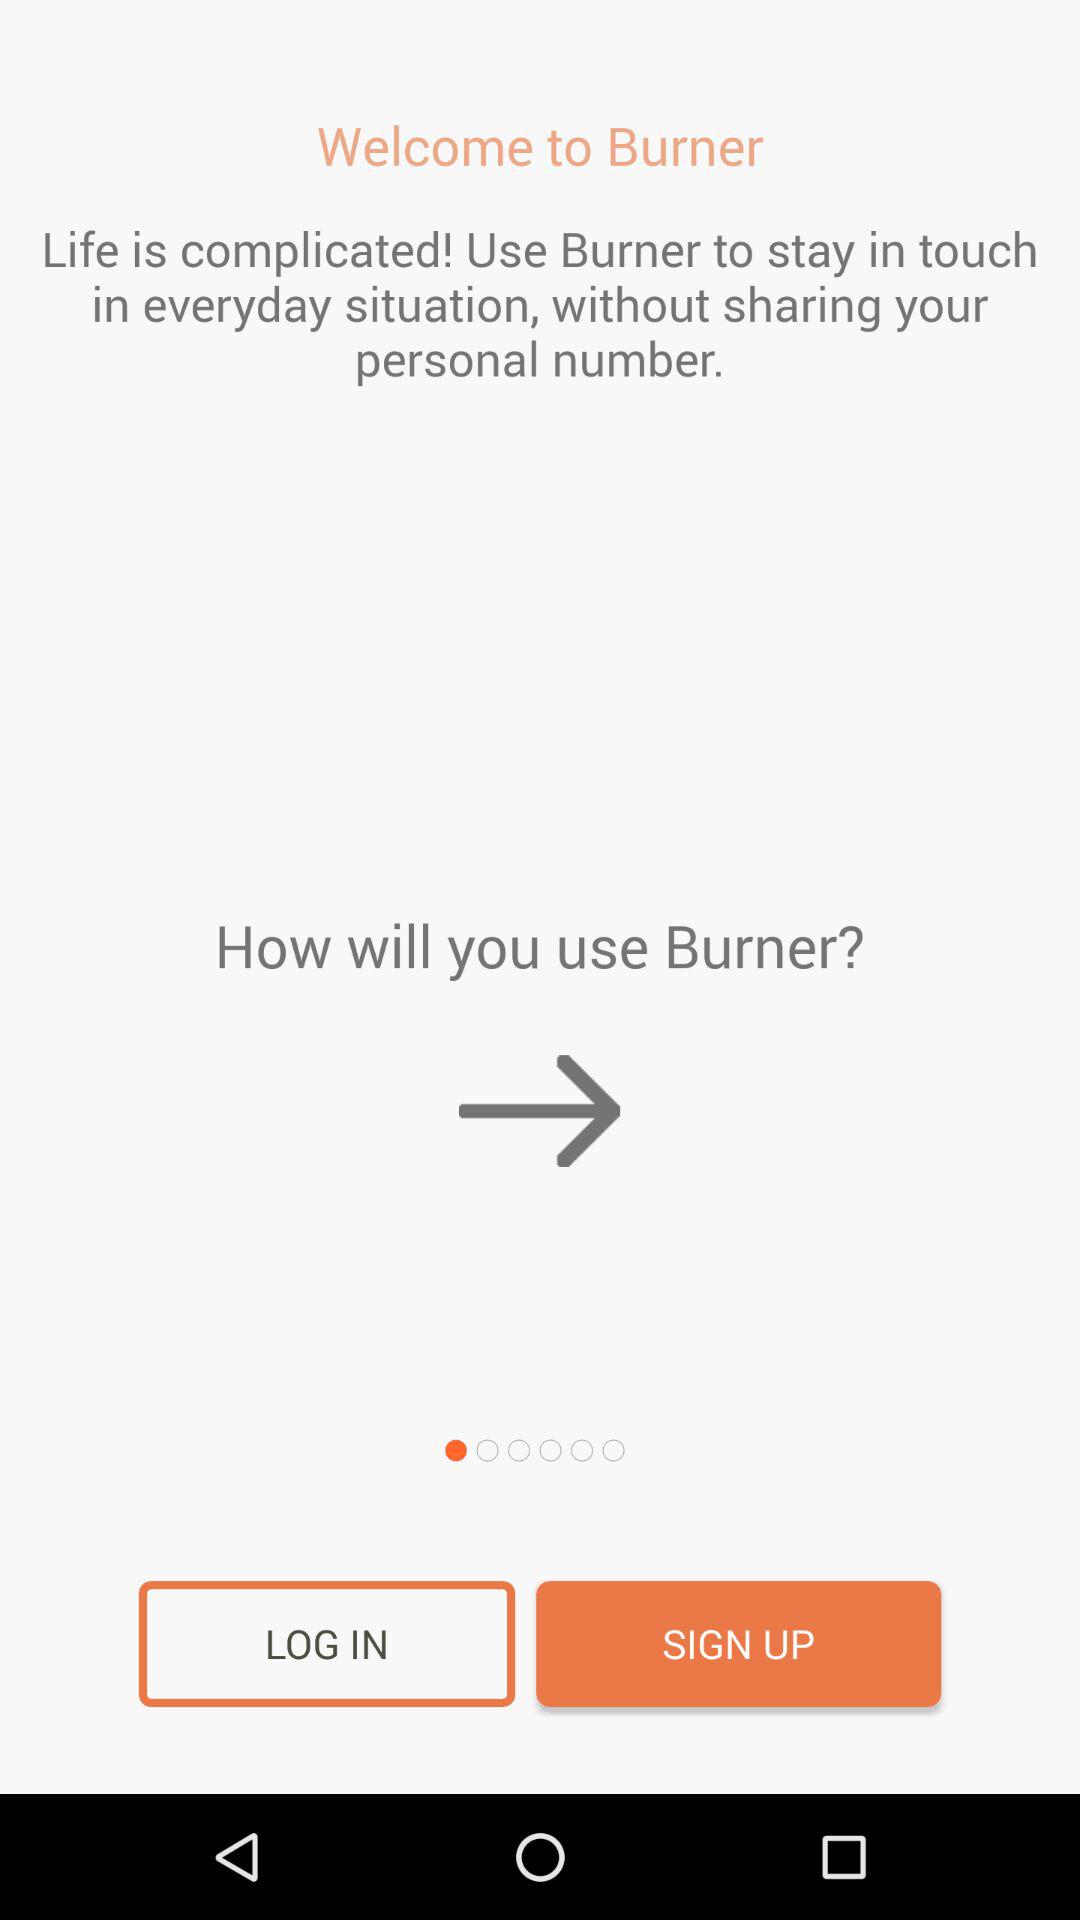 Welcome to Burner
Life is complicated! Use Burner to stay in touch
in everyday situation, without sharing your
personal number.
How will you use Burner?
LOG IN
SIGN UP